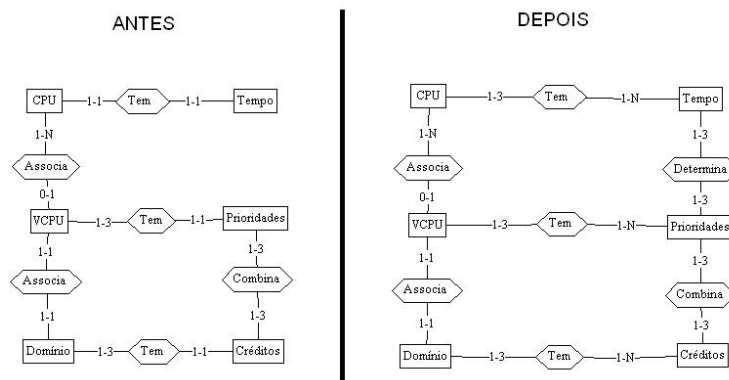 ANTES
CPU 1-1 Tem 1-1 Tempo
1-N
Associa
0-1
VCPU 1-3 Tem 1-1 Prioridades
1-1 1-3
Associa Combina
1-1 1-3
Domínio 1-3 Tem 1-1 Créditos
DEPOIS
CPU 1-3 Tem 1-N Tempo
1-N 1-3
Associa Determina
0-1 1-3
VCPU 1-3 Tem 1-N Prioridades
1-1 1-3
Associa Combina
1-1 1-3
Domínio 1-3 Tem 1-N Créditos